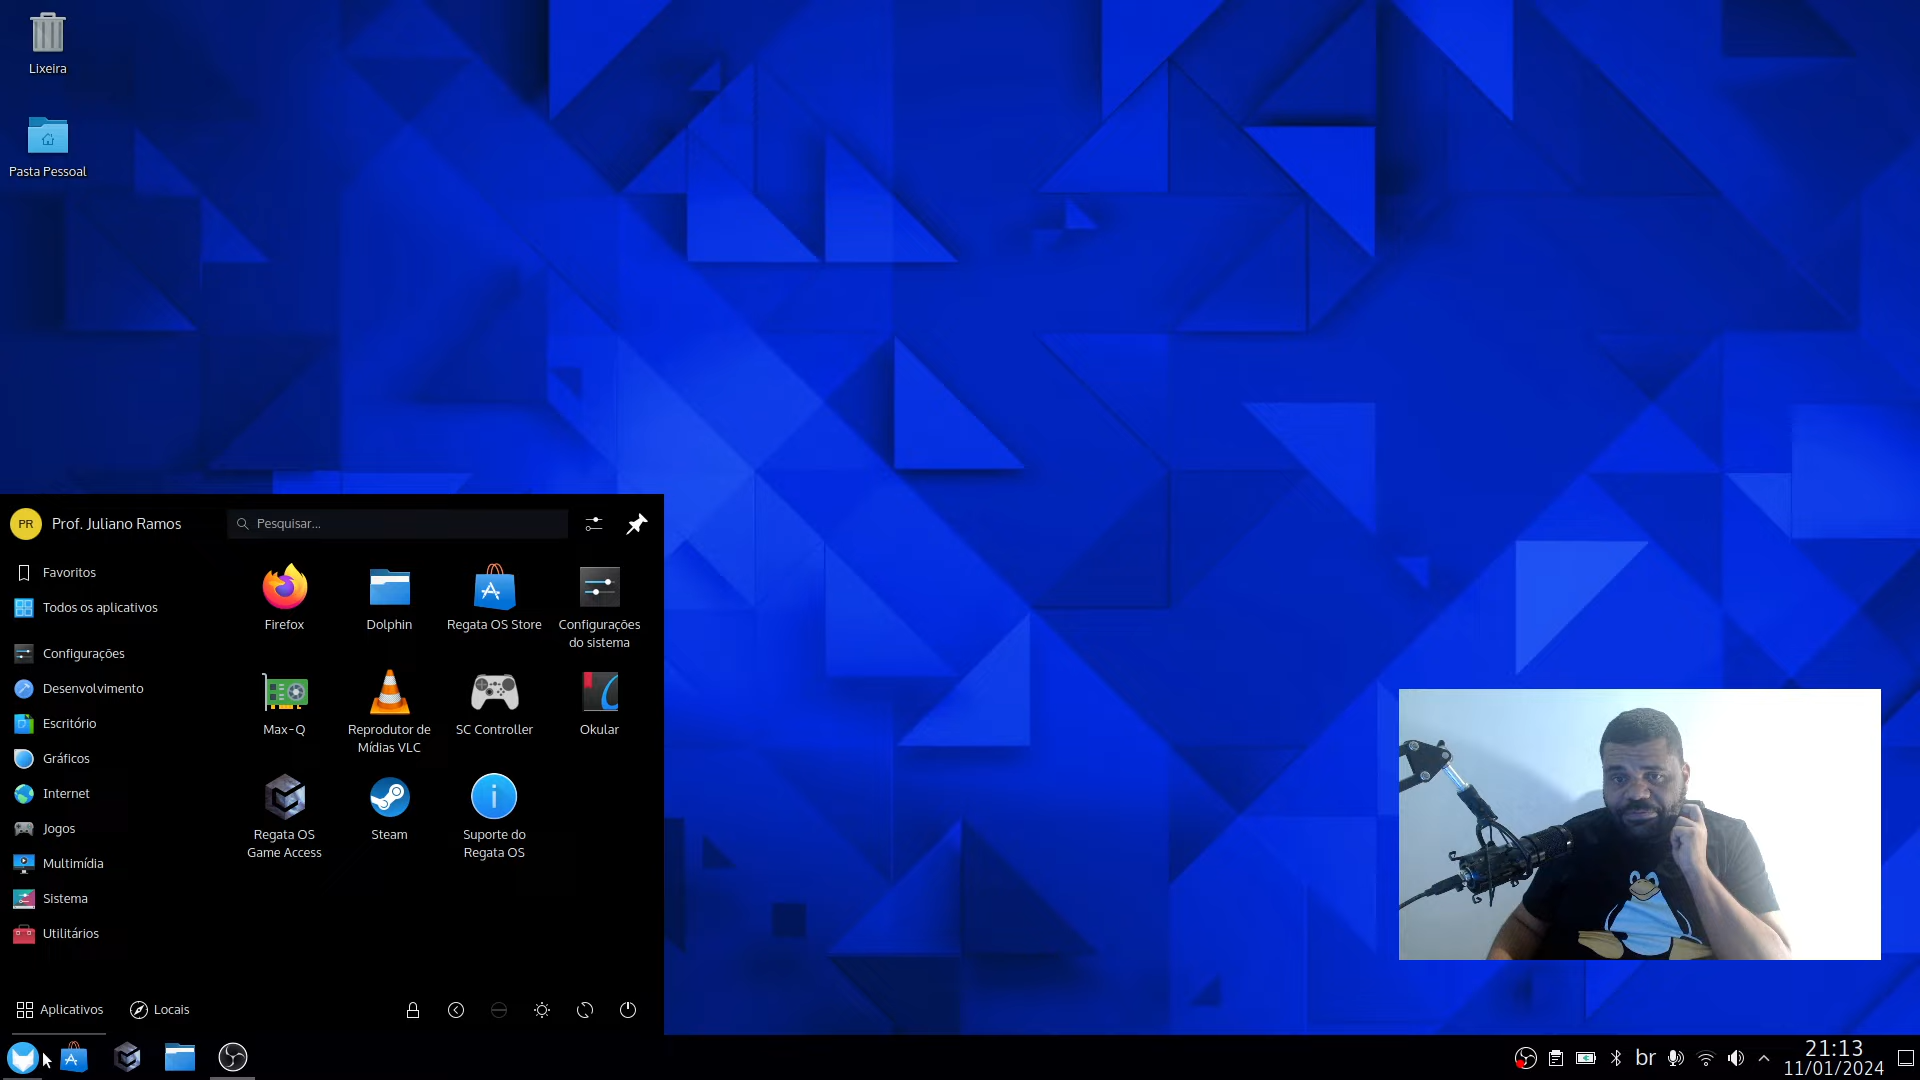 Lixeira
Pasta Pessoal
PR
Prof. Juliano Ramos
Pesquisar...
Favoritos
Todos os aplicativos
Configurações
Desenvolvimento
Escritório
Gráficos
Internet
Jogos
Multimídia
Sistema
Utilitários
Firefox
Dolphin
Regata OS Store
Configurações
do sistema
Max-Q
Reprodutor de
Mídias VLC
SC Controller
Okular
Regata OS
Game Access
Steam
Suporte do
Regata OS
Aplicativos
Locais
br
21:13
11/01/2024